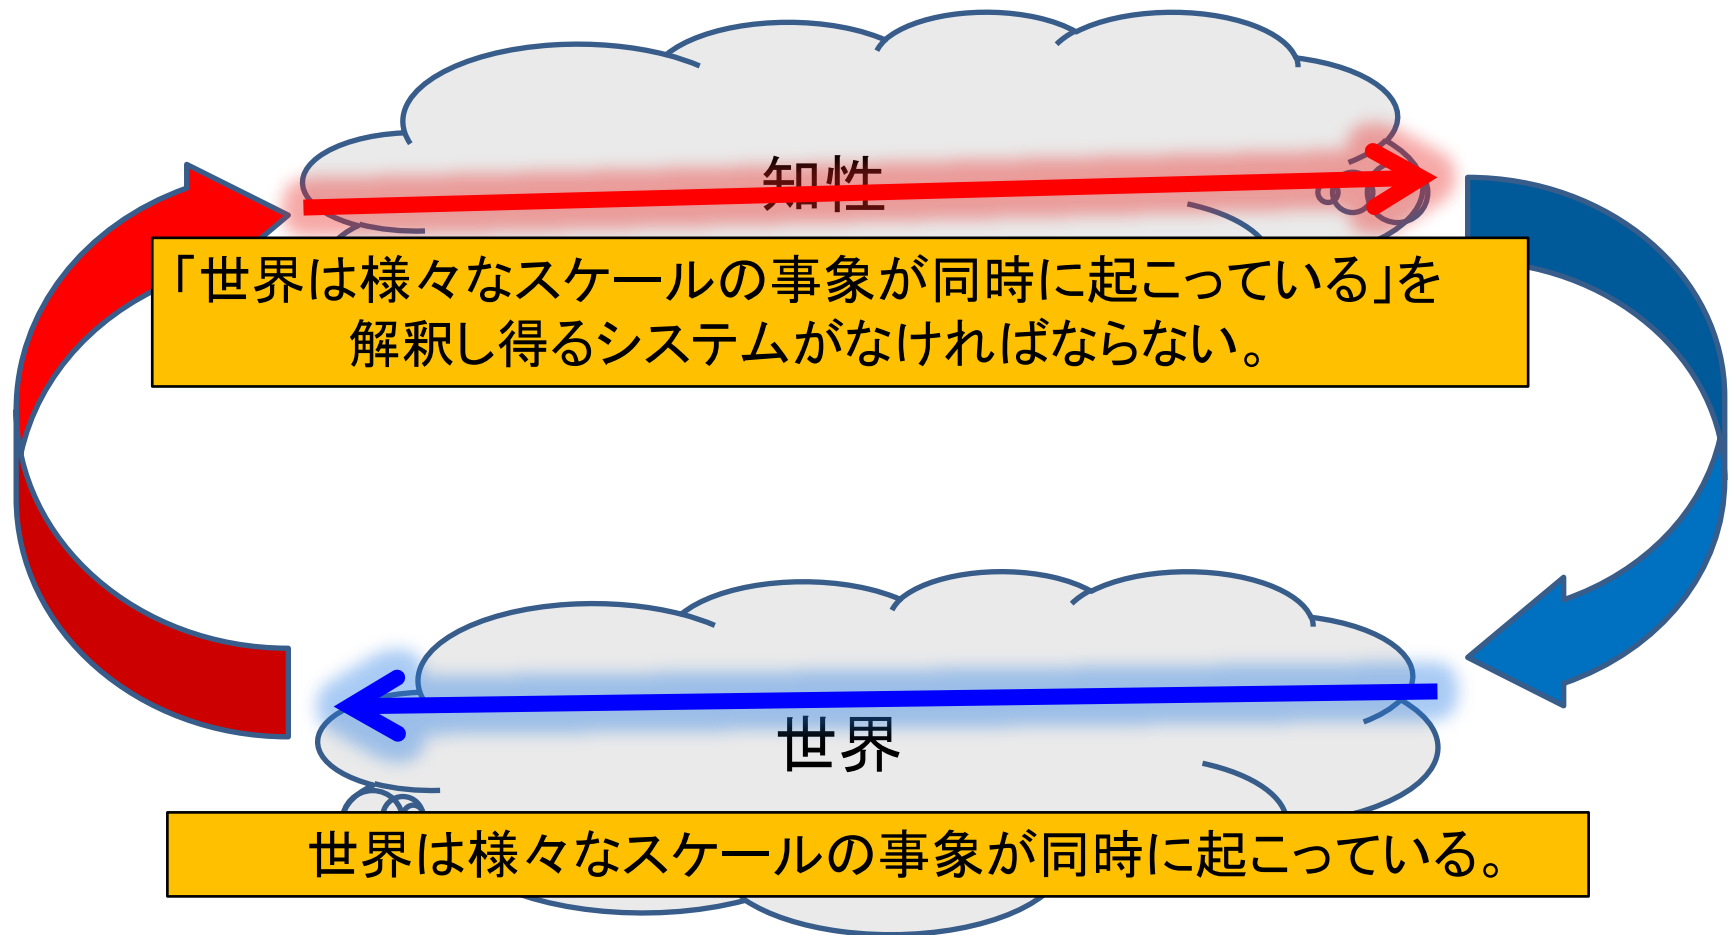 知性
「世界は様々なスケールの事象が同時に起こっている」を
解釈し得るシステムがなければならない。
世界
世界は様々なスケールの事象が同時に起こっている。